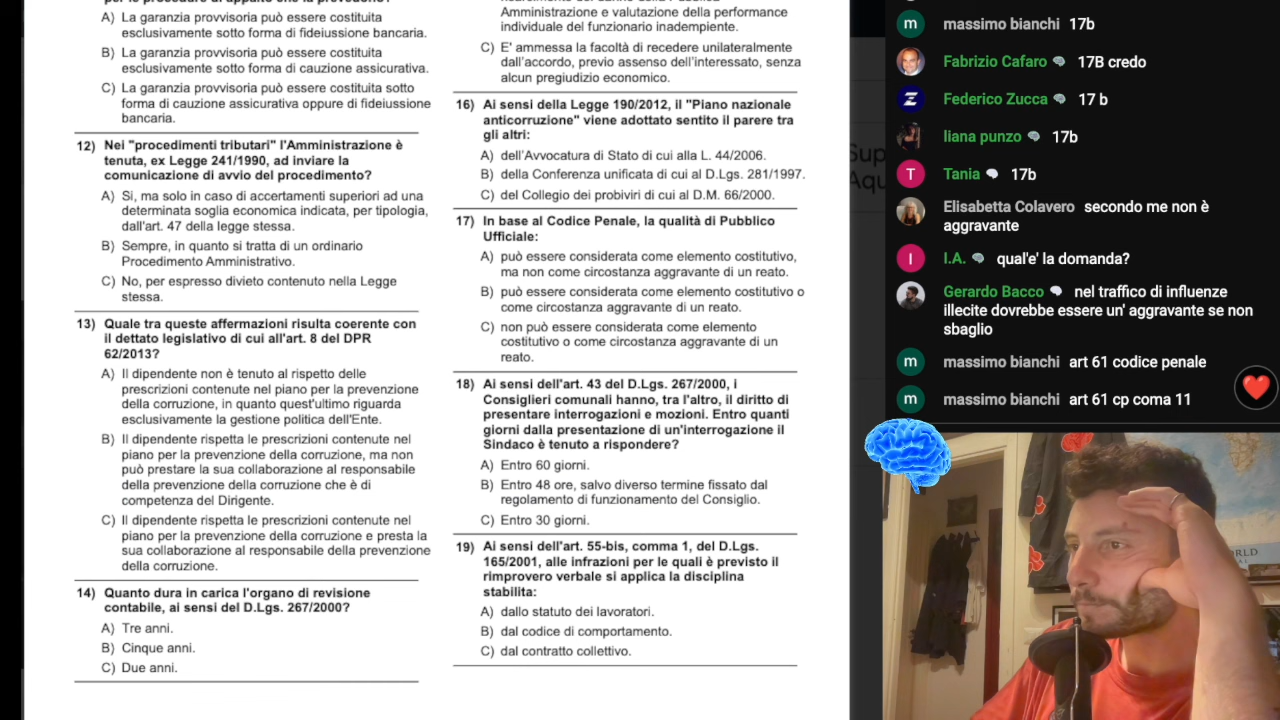 A) La garanzia provvisoria può essere costituita
esclusivamente sotto forma di fideiussione bancaria.
B) La garanzia provvisoria può essere costituita
esclusivamente sotto forma di cauzione assicurativa.
C) La garanzia provvisoria può essere costituita sotto
forma di cauzione assicurativa oppure di fideiussione
bancaria.
12) Nei "procedimenti tributari" l'Amministrazione è
tenuta, ex Legge 241/1990, ad inviare la
comunicazione di avvio del procedimento?
A) Si, ma solo in caso di accertamenti superiori ad una
determinata soglia economica indicata, per tipologia,
dall'art. 47 della legge stessa.
B) Sempre, in quanto si tratta di un ordinario
Procedimento Amministrativo.
C) No, per espresso divieto contenuto nella Legge
stessa.
13) Quale tra queste affermazioni risulta coerente con
il dettato legislativo di cui all'art. 8 del DPR
62/2013?
A) Il dipendente non è tenuto al rispetto delle
prescrizioni contenute nel piano per la prevenzione
della corruzione, in quanto quest'ultimo riguarda
esclusivamente la gestione politica dell'Ente.
B) Il dipendente rispetta le prescrizioni contenute nel
piano per la prevenzione della corruzione, ma non
può prestare la sua collaborazione al responsabile
della prevenzione della corruzione che è di
competenza del Dirigente.
C) Il dipendente rispetta le prescrizioni contenute nel
piano per la prevenzione della corruzione e presta la
sua collaborazione al responsabile della prevenzione
della corruzione.
14) Quanto dura in carica l'organo di revisione
contabile, ai sensi del D.Lgs. 267/2000?
A) Tre anni.
B) Cinque anni.
C) Due anni.
Amministrazione e valutazione della performance
individuale del funzionario inadempiente.
C) E' ammessa la facoltà di recedere unilateralmente
dall'accordo, previo assenso dell'interessato, senza
alcun pregiudizio economico.
16) Ai sensi della Legge 190/2012, il "Piano nazionale
anticorruzione" viene adottato sentito il parere tra
gli altri:
A) dell'Avvocatura di Stato di cui alla L. 44/2006.
B) della Conferenza unificata di cui al D.Lgs. 281/1997.
C) del Collegio dei probiviri di cui al D.M. 66/2000.
17) In base al Codice Penale, la qualità di Pubblico
Ufficiale:
A) può essere considerata come elemento costitutivo,
ma non come circostanza aggravante di un reato.
B) può essere considerata come elemento costitutivo o
come circostanza aggravante di un reato.
C) non può essere considerata come elemento
costitutivo o come circostanza aggravante di un
reato.
18) Ai sensi dell'art. 43 del D.Lgs. 267/2000, i
Consiglieri comunali hanno, tra l'altro, il diritto di
presentare interrogazioni e mozioni. Entro quanti
giorni dalla presentazione di un'interrogazione il
Sindaco è tenuto a rispondere?
A) Entro 60 giorni.
B) Entro 48 ore, salvo diverso termine fissato dal
regolamento di funzionamento del Consiglio.
C) Entro 30 giorni.
19) Ai sensi dell'art. 55-bis, comma 1, del D.Lgs.
165/2001, alle infrazioni per le quali è previsto il
rimprovero verbale si applica la disciplina
stabilita:
A) dallo statuto dei lavoratori.
B) dal codice di comportamento.
C) dal contratto collettivo.
Sup
Aqu
m massimo bianchi 17b
Fabrizio Cafaro 17B credo
Federico Zucca 17 b
liana punzo 17b
T Tania 17b
Elisabetta Colavero secondo me non è
aggravante
I I.A. qual'e' la domanda?
Gerardo Bacco nel traffico di influenze
illecite dovrebbe essere un' aggravante se non
sbaglio
m massimo bianchi art 61 codice penale
m massimo bianchi art 61 cp coma 11